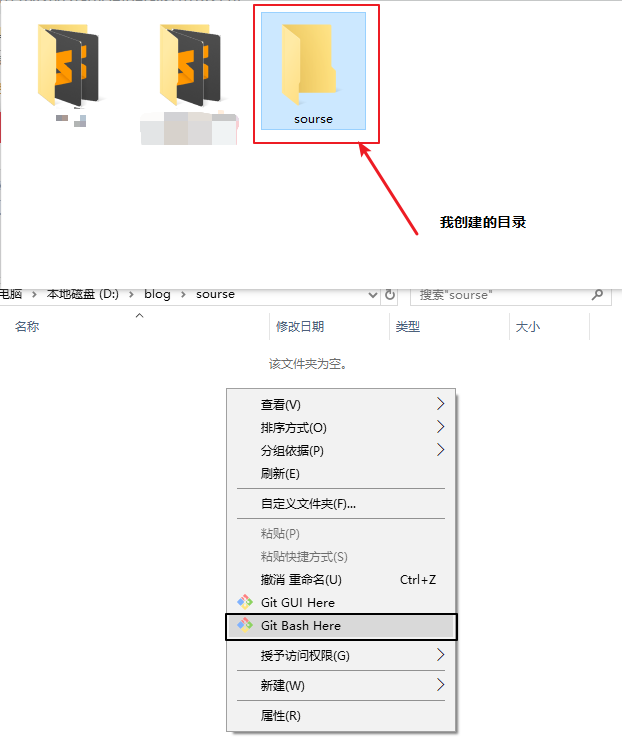 sourse
我创建的目录
电脑 > 本地磁盘 (D:) > blog > sourse 搜索"sourse"
名称 修改日期 类型 大小
该文件夹为空。
查看(V)
排序方式(O)
分组依据(P)
刷新(E)
自定义文件夹(F)...
粘贴(P)
粘贴快捷方式(S)
撤消 重命名(U) Ctrl+Z
Git GUI Here
Git Bash Here
授予访问权限(G)
新建(W)
属性(R)